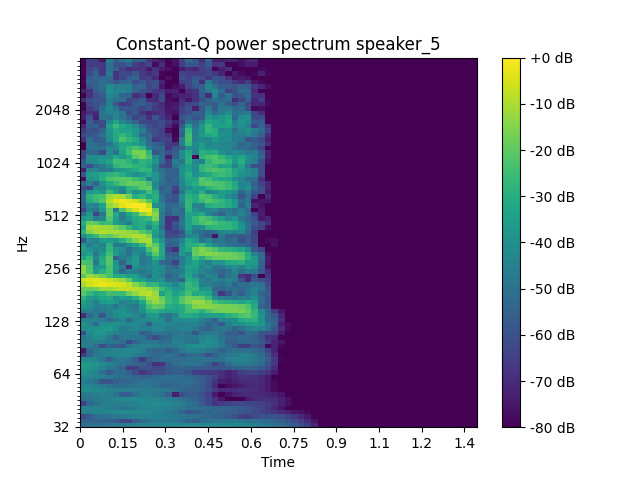 Constant-Q power spectrum speaker_5
Hz
2048
1024
512
256
128
64
32
0 0.15 0.3 0.45 0.6 0.75 0.9 1.1 1.2 1.4
Time
+0 dB
-10 dB
-20 dB
-30 dB
-40 dB
-50 dB
-60 dB
-70 dB
-80 dB